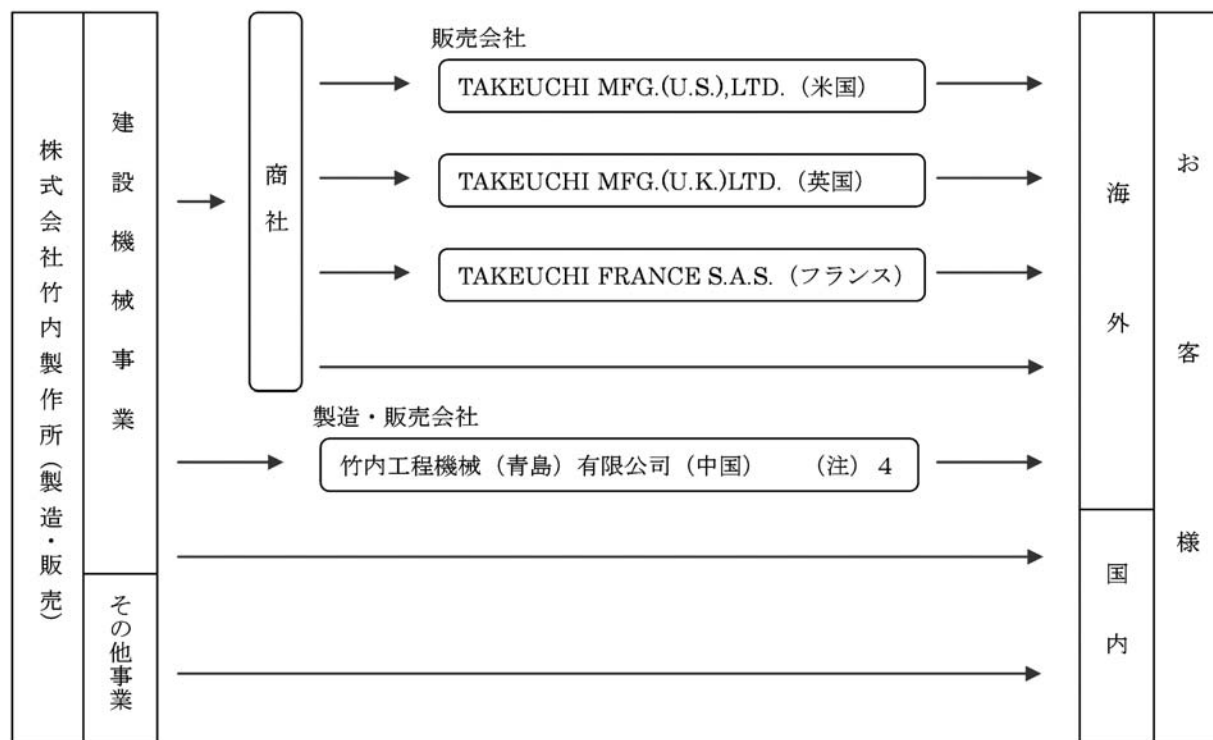 株式会社竹内製作所(製造・販売)
建設機械事業
その他事業
商社
販売会社
TAKEUCHI MFG.(U.S.),LTD.（米国）
TAKEUCHI MFG.(U.K.)LTD.（英国）
TAKEUCHI FRANCE S.A.S.（フランス）
製造・販売会社
竹内工程機械（青島）有限公司（中国）　　（注）４
海外
国内
お客様